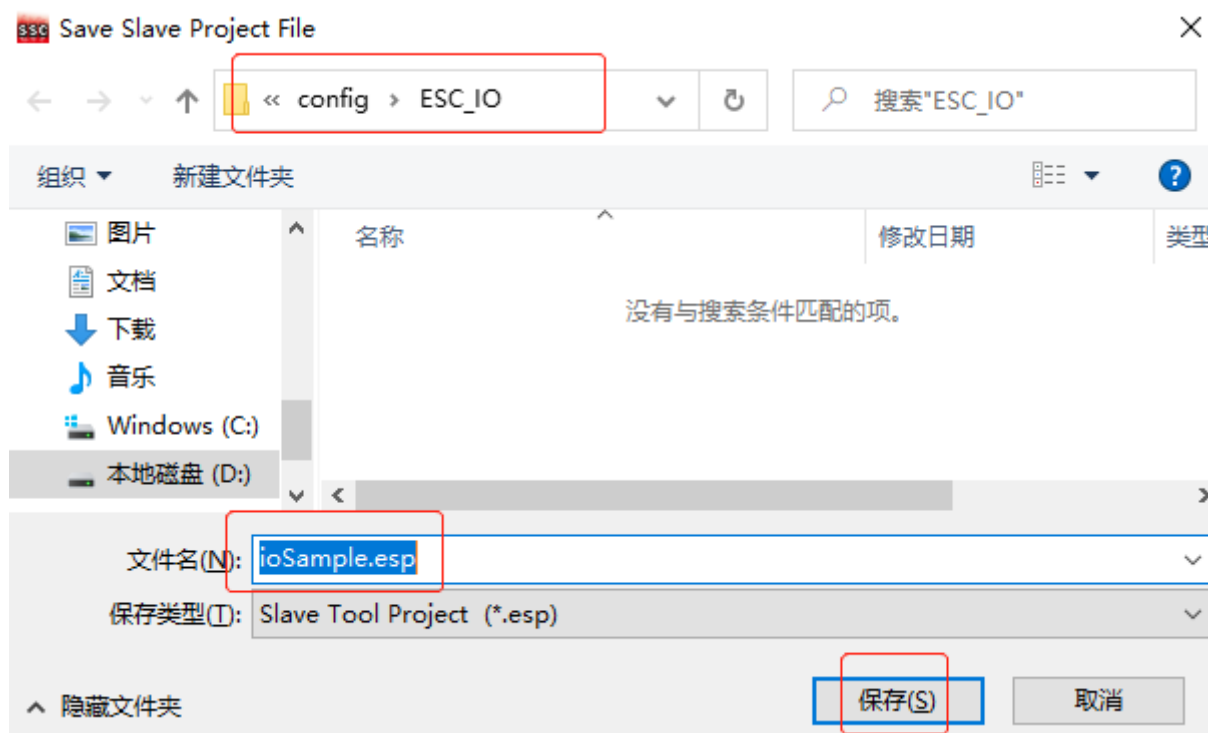 ssc Save Slave Project File
« config › ESC_IO
搜索"ESC_IO"
组织
新建文件夹
图片
文档
下载
音乐
Windows (C:)
本地磁盘 (D:)
名称
修改日期
类型
没有与搜索条件匹配的项。
文件名(N): ioSample.esp
保存类型(T): Slave Tool Project (*.esp)
隐藏文件夹
保存(S)
取消